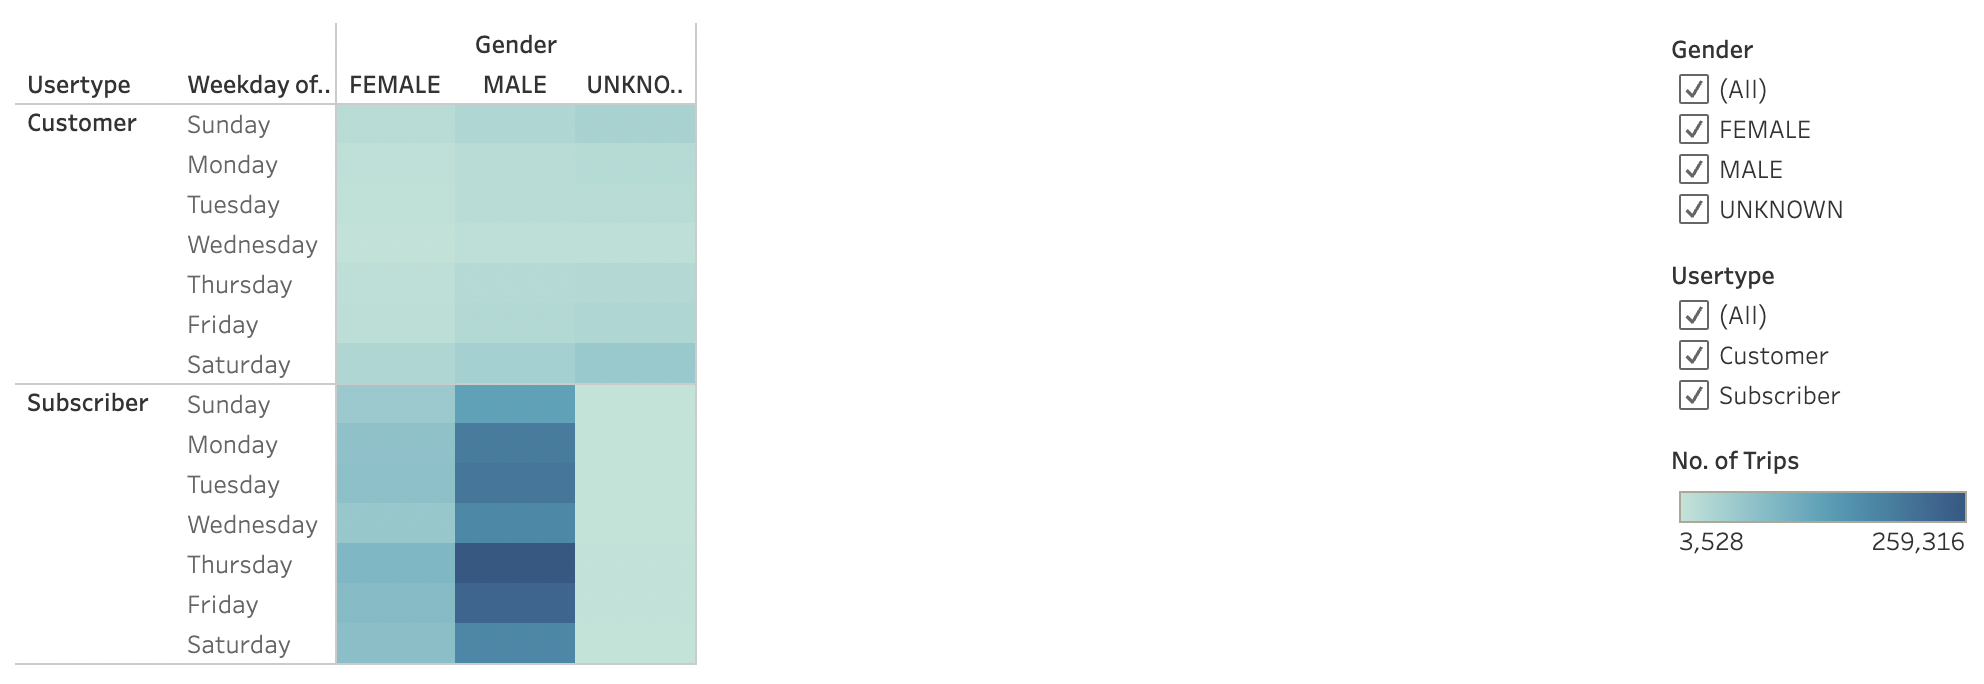 Gender
Usertype Weekday of.. FEMALE MALE UNKNO..
Customer Sunday
Monday
Tuesday
Wednesday
Thursday
Friday
Saturday
Subscriber Sunday
Monday
Tuesday
Wednesday
Thursday
Friday
Saturday
Gender
(All)
FEMALE
MALE
UNKNOWN
Usertype
(All)
Customer
Subscriber
No. of Trips
3,528 259,316